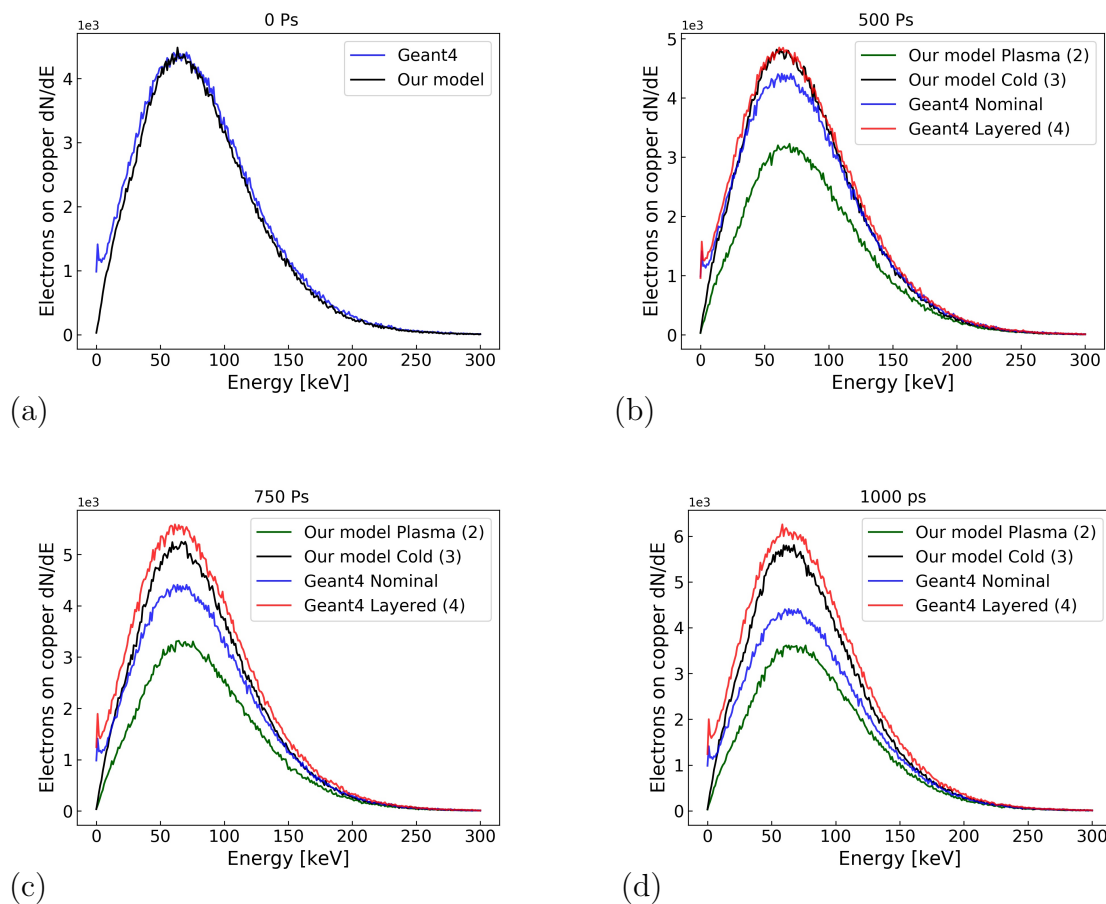 0 Ps
1e3
Electrons on copper dN/dE
4
3
2
1
0
Geant4
Our model
0 50 100 150 200 250 300
Energy [keV]
(a)
500 Ps
1e3
Electrons on copper dN/dE
5
4
3
2
1
0
Our model Plasma (2)
Our model Cold (3)
Geant4 Nominal
Geant4 Layered (4)
0 50 100 150 200 250 300
Energy [keV]
(b)
750 Ps
1e3
Electrons on copper dN/dE
5
4
3
2
1
0
Our model Plasma (2)
Our model Cold (3)
Geant4 Nominal
Geant4 Layered (4)
0 50 100 150 200 250 300
Energy [keV]
(c)
1000 ps
1e3
Electrons on copper dN/dE
6
5
4
3
2
1
0
Our model Plasma (2)
Our model Cold (3)
Geant4 Nominal
Geant4 Layered (4)
0 50 100 150 200 250 300
Energy [keV]
(d)